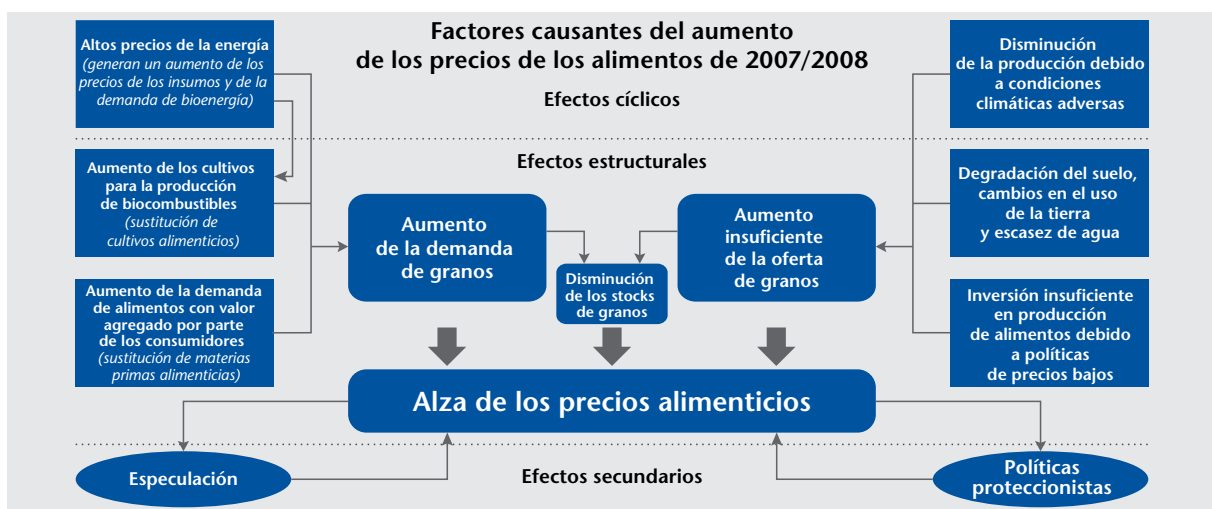 Factores causantes del aumento
de los precios de los alimentos de 2007/2008
Efectos cíclicos
Altos precios de la energía
(generan un aumento de los
precios de los insumos y de la
demanda de bioenergía)
Disminución
de la producción debido
a condiciones
climáticas adversas
Efectos estructurales
Aumento de los cultivos
para la producción
de biocombustibles
(sustitución de
cultivos alimenticios)
Aumento de la demanda
de alimentos con valor
agregado por parte
de los consumidores
(sustitución de materias
primas alimenticias)
Aumento
de la demanda
de granos
Disminución
de los stocks
de granos
Aumento
insuficiente
de la oferta
de granos
Degradación del suelo,
cambios en el uso
de la tierra
y escasez de agua
Inversión insuficiente
en producción
de alimentos debido
a políticas
de precios bajos
Alza de los precios alimenticios
Especulación
Efectos secundarios
Políticas
proteccionistas